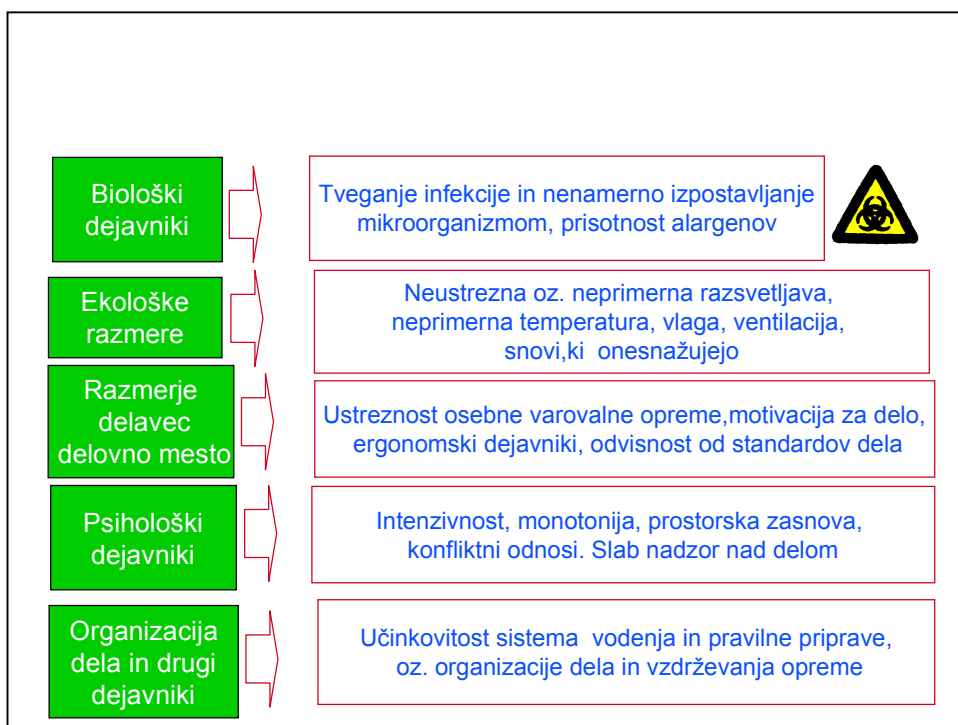 Biološki
dejavniki
Tveganje infekcije in nenamerno izpostavljanje
mikroorganizmom, prisotnost alargenov
Ekološke
razmere
Neustrezna oz. neprimerna razsvetljava,
neprimerna temperatura, vlaga, ventilacija,
snovi,ki  onesnažujejo
Razmerje
delavec
delovno mesto
Ustreznost osebne varovalne opreme,motivacija za delo,
ergonomski dejavniki, odvisnost od standardov dela
Psihološki
dejavniki
Intenzivnost, monotonija, prostorska zasnova,
konfliktni odnosi. Slab nadzor nad delom
Organizacija
dela in drugi
dejavniki
Učinkovitost sistema  vodenja in pravilne priprave,
oz. organizacije dela in vzdrževanja opreme